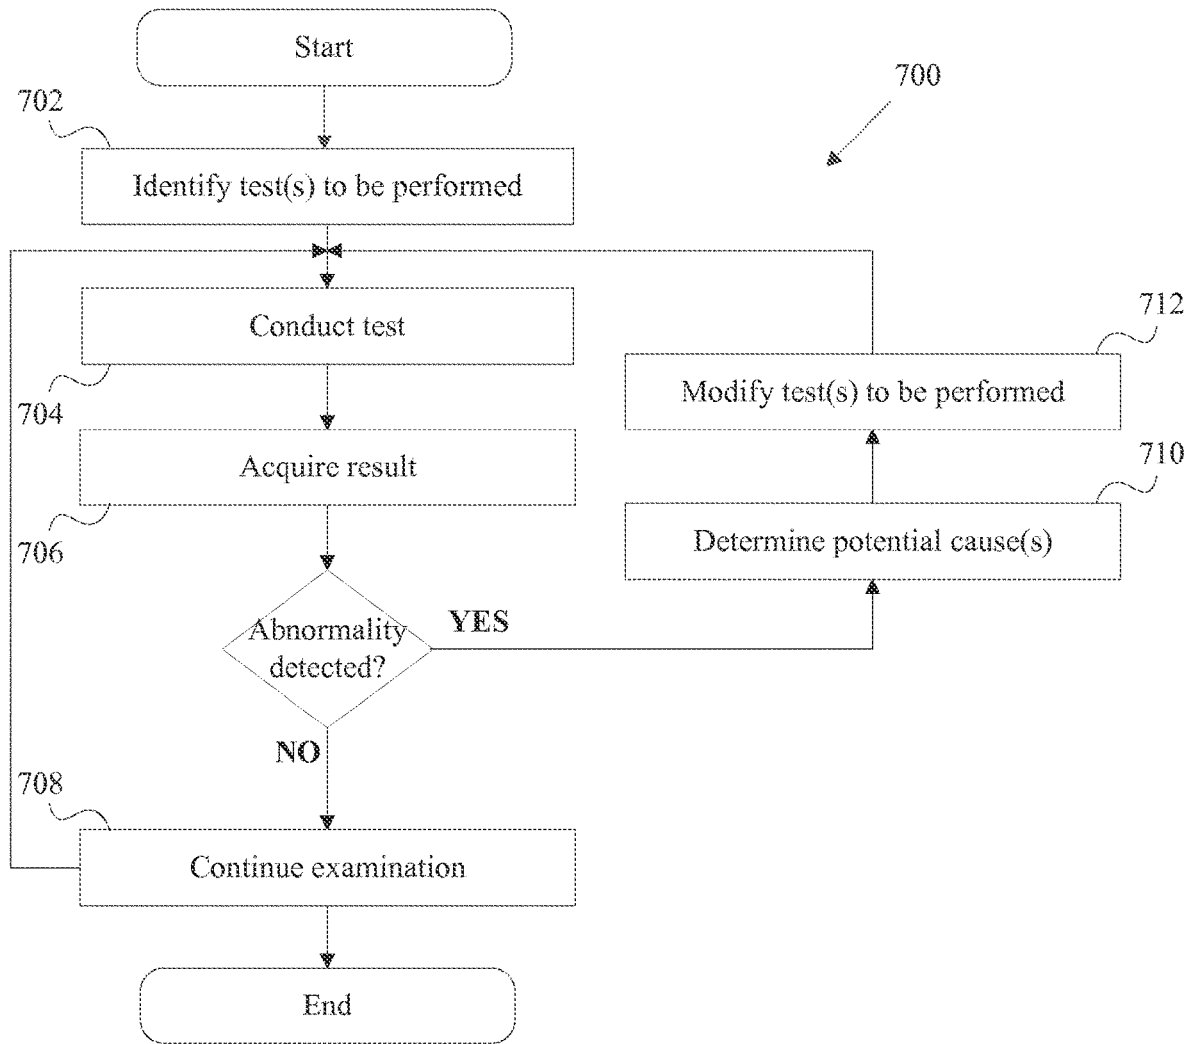 Start
700
702
Identify test(s) to be performed
Conduct test
704
712
Modify test(s) to be performed
Acquire result
706
710
Determine potential cause(s)
Abnormality
detected?
YES
NO
708
Continue examination
End